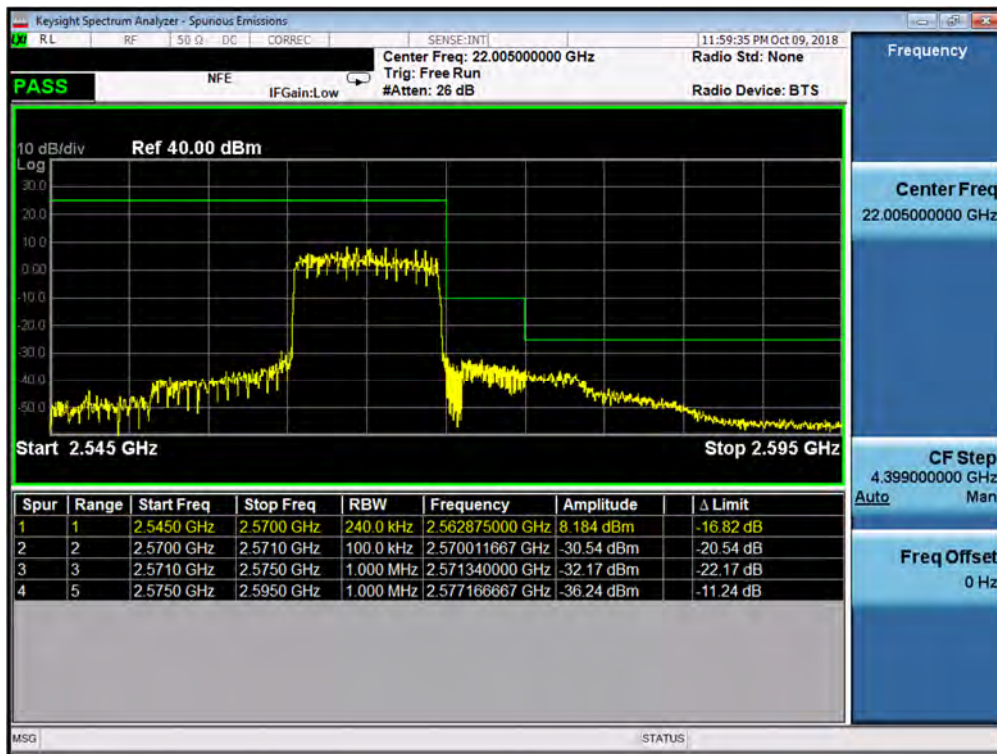 Keysight Spectrum Analyzer - Spurious Emissions
LXI RL RF 50 Ω DC CORREC SENSE:INT 11:59:35 PM Oct 09, 2018
Center Freq: 22.005000000 GHz Radio Std: None Frequency
NFE Trig: Free Run
PASS IFGain:Low #Atten: 26 dB Radio Device: BTS
10 dB/div Ref 40.00 dBm
Log
30.0
20.0
10.0
0.00
-10.0
-20.0
-30.0
-40.0
-50.0
Start 2.545 GHz Stop 2.595 GHz
Center Freq
22.005000000 GHz
CF Step
4.399000000 GHz
Auto Man
Freq Offset
0 Hz
Spur Range Start Freq Stop Freq RBW Frequency Amplitude Δ Limit
1 1 2.5450 GHz 2.5700 GHz 240.0 kHz 2.562875000 GHz 8.184 dBm -16.82 dB
2 2 2.5700 GHz 2.5710 GHz 100.0 kHz 2.570011667 GHz -30.54 dBm -20.54 dB
3 3 2.5710 GHz 2.5750 GHz 1.000 MHz 2.571340000 GHz -32.17 dBm -22.17 dB
4 5 2.5750 GHz 2.5950 GHz 1.000 MHz 2.577166667 GHz -36.24 dBm -11.24 dB
MSG STATUS